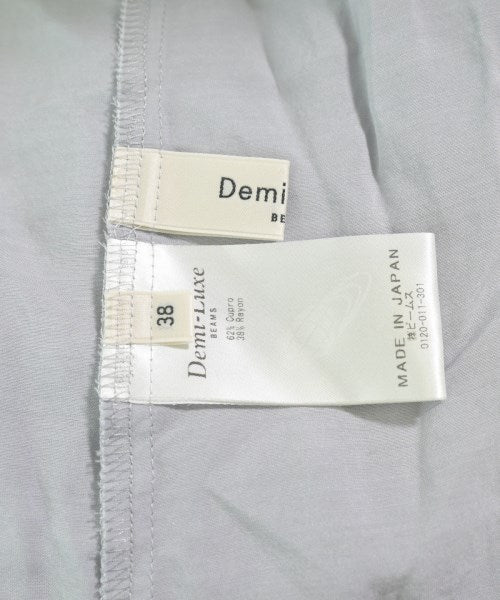 Demi
BE
38
Demi-Luxe
BEAMS
62% Cupro
38% Rayon
MADE IN JAPAN
㈱ビームス
0120-011-301